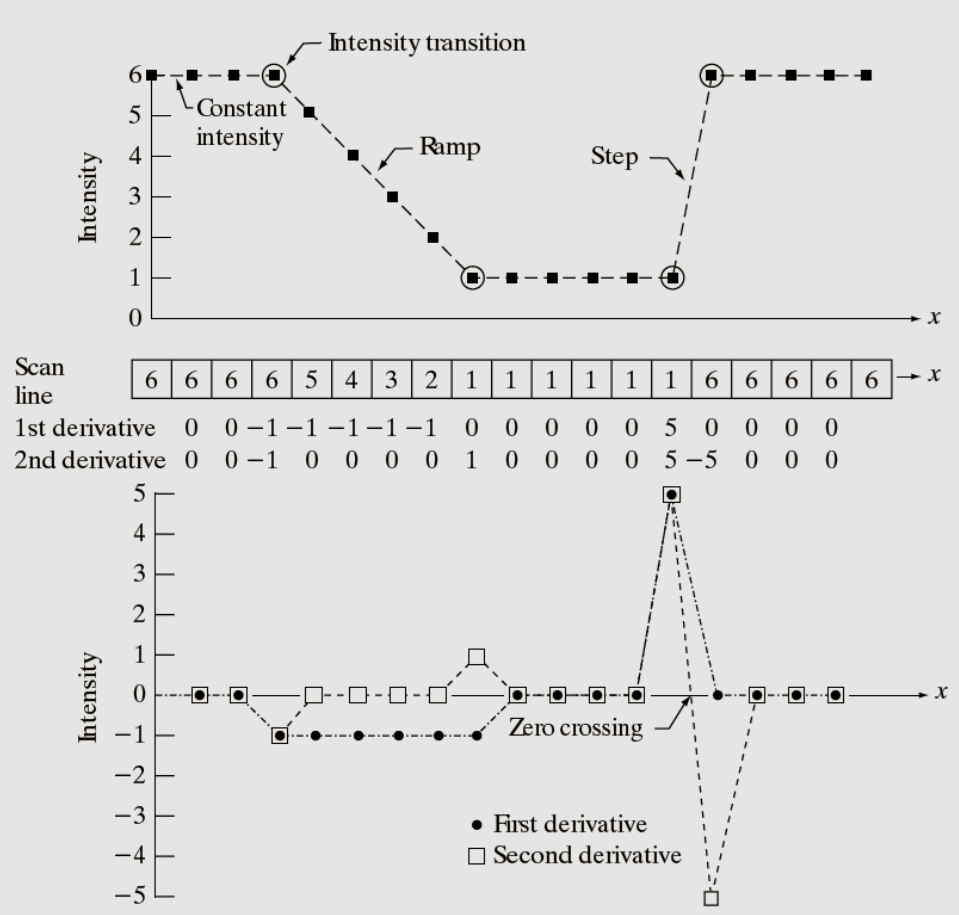 Intensity transition
6
Constant
intensity
5
Ramp
4
Step
3
2
1
0
x
Intensity
Scan
line
6 6 6 6 5 4 3 2 1 1 1 1 1 1 6 6 6 6 6
x
1st derivative 0 0 −1 −1 −1 −1 −1 0 0 0 0 0 5 0 0 0 0
2nd derivative 0 0 −1 0 0 0 0 1 0 0 0 0 5 −5 0 0 0
5
4
3
2
1
0
x
Intensity
Zero crossing
−1
−2
−3
−4
−5
First derivative
Second derivative